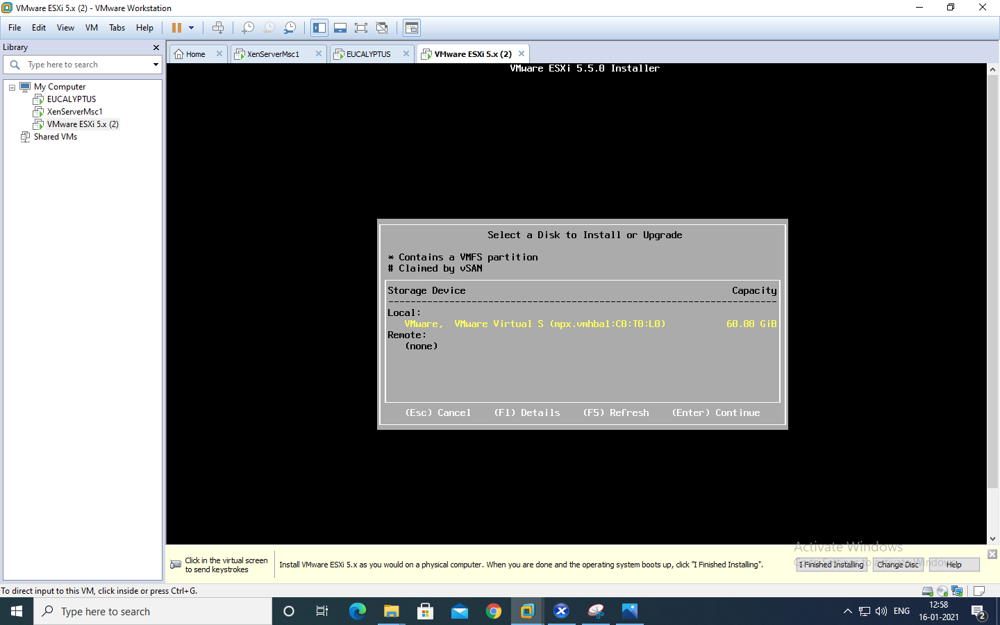 VMware ESXi 5.x (2) - VMware Workstation
File Edit View VM Tabs Help
Library
Type here to search
My Computer
EUCALYPTUS
XenServerMsc1
VMware ESXi 5.x (2)
Shared VMs
Home XenServerMsc1 EUCALYPTUS VMware ESXi 5.x (2)
VMware ESXi 5.5.0 Installer
Select a Disk to Install or Upgrade
* Contains a VMFS partition
# Claimed by vSAN
Storage Device Capacity
Local:
VMware, VMware Virtual S (mpx.vmhba1:C0:T0:L0) 60.00 GiB
Remote:
(none)
(Esc) Cancel (F1) Details (F5) Refresh (Enter) Continue
Activate Windows
Go to Settings to activate Windows.
Click in the virtual screen
to send keystrokes
Install VMware ESXi 5.x as you would on a physical computer. When you are done and the operating system boots up, click "I Finished Installing".
I Finished Installing Change Disc Help
To direct input to this VM, click inside or press Ctrl+G.
Type here to search
ENG
12:58
16-01-2021
2